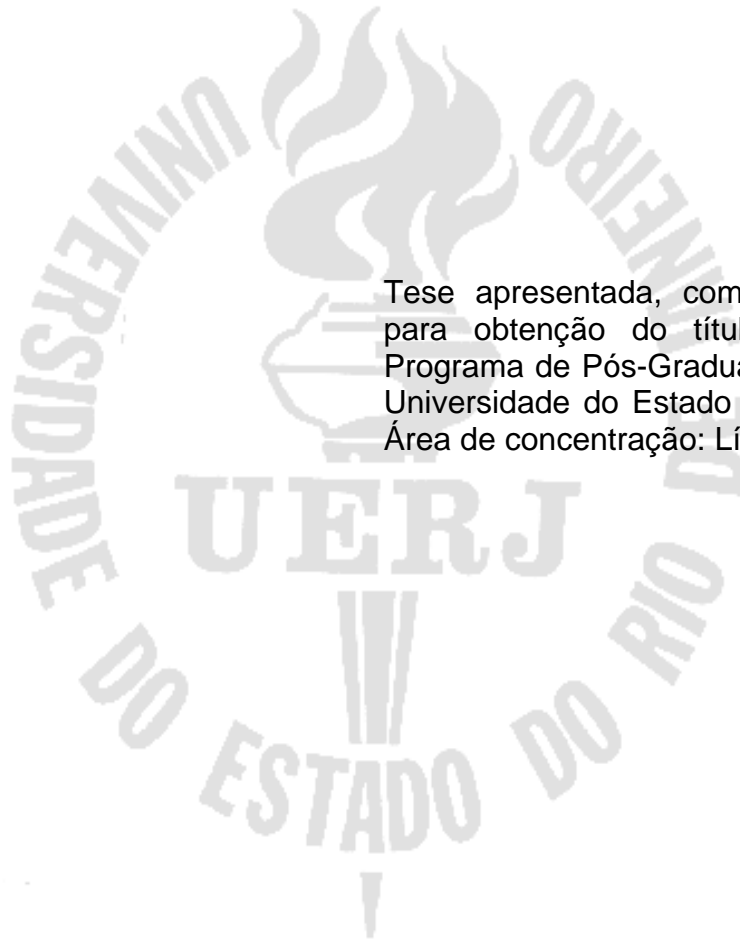 UNIVERSIDADE DO ESTADO DO RIO DE JANEIRO
UERJ
Tese apresentada, com
para obtenção do títul
Programa de Pós-Gradua
Universidade do Estado
Área de concentração: Lí